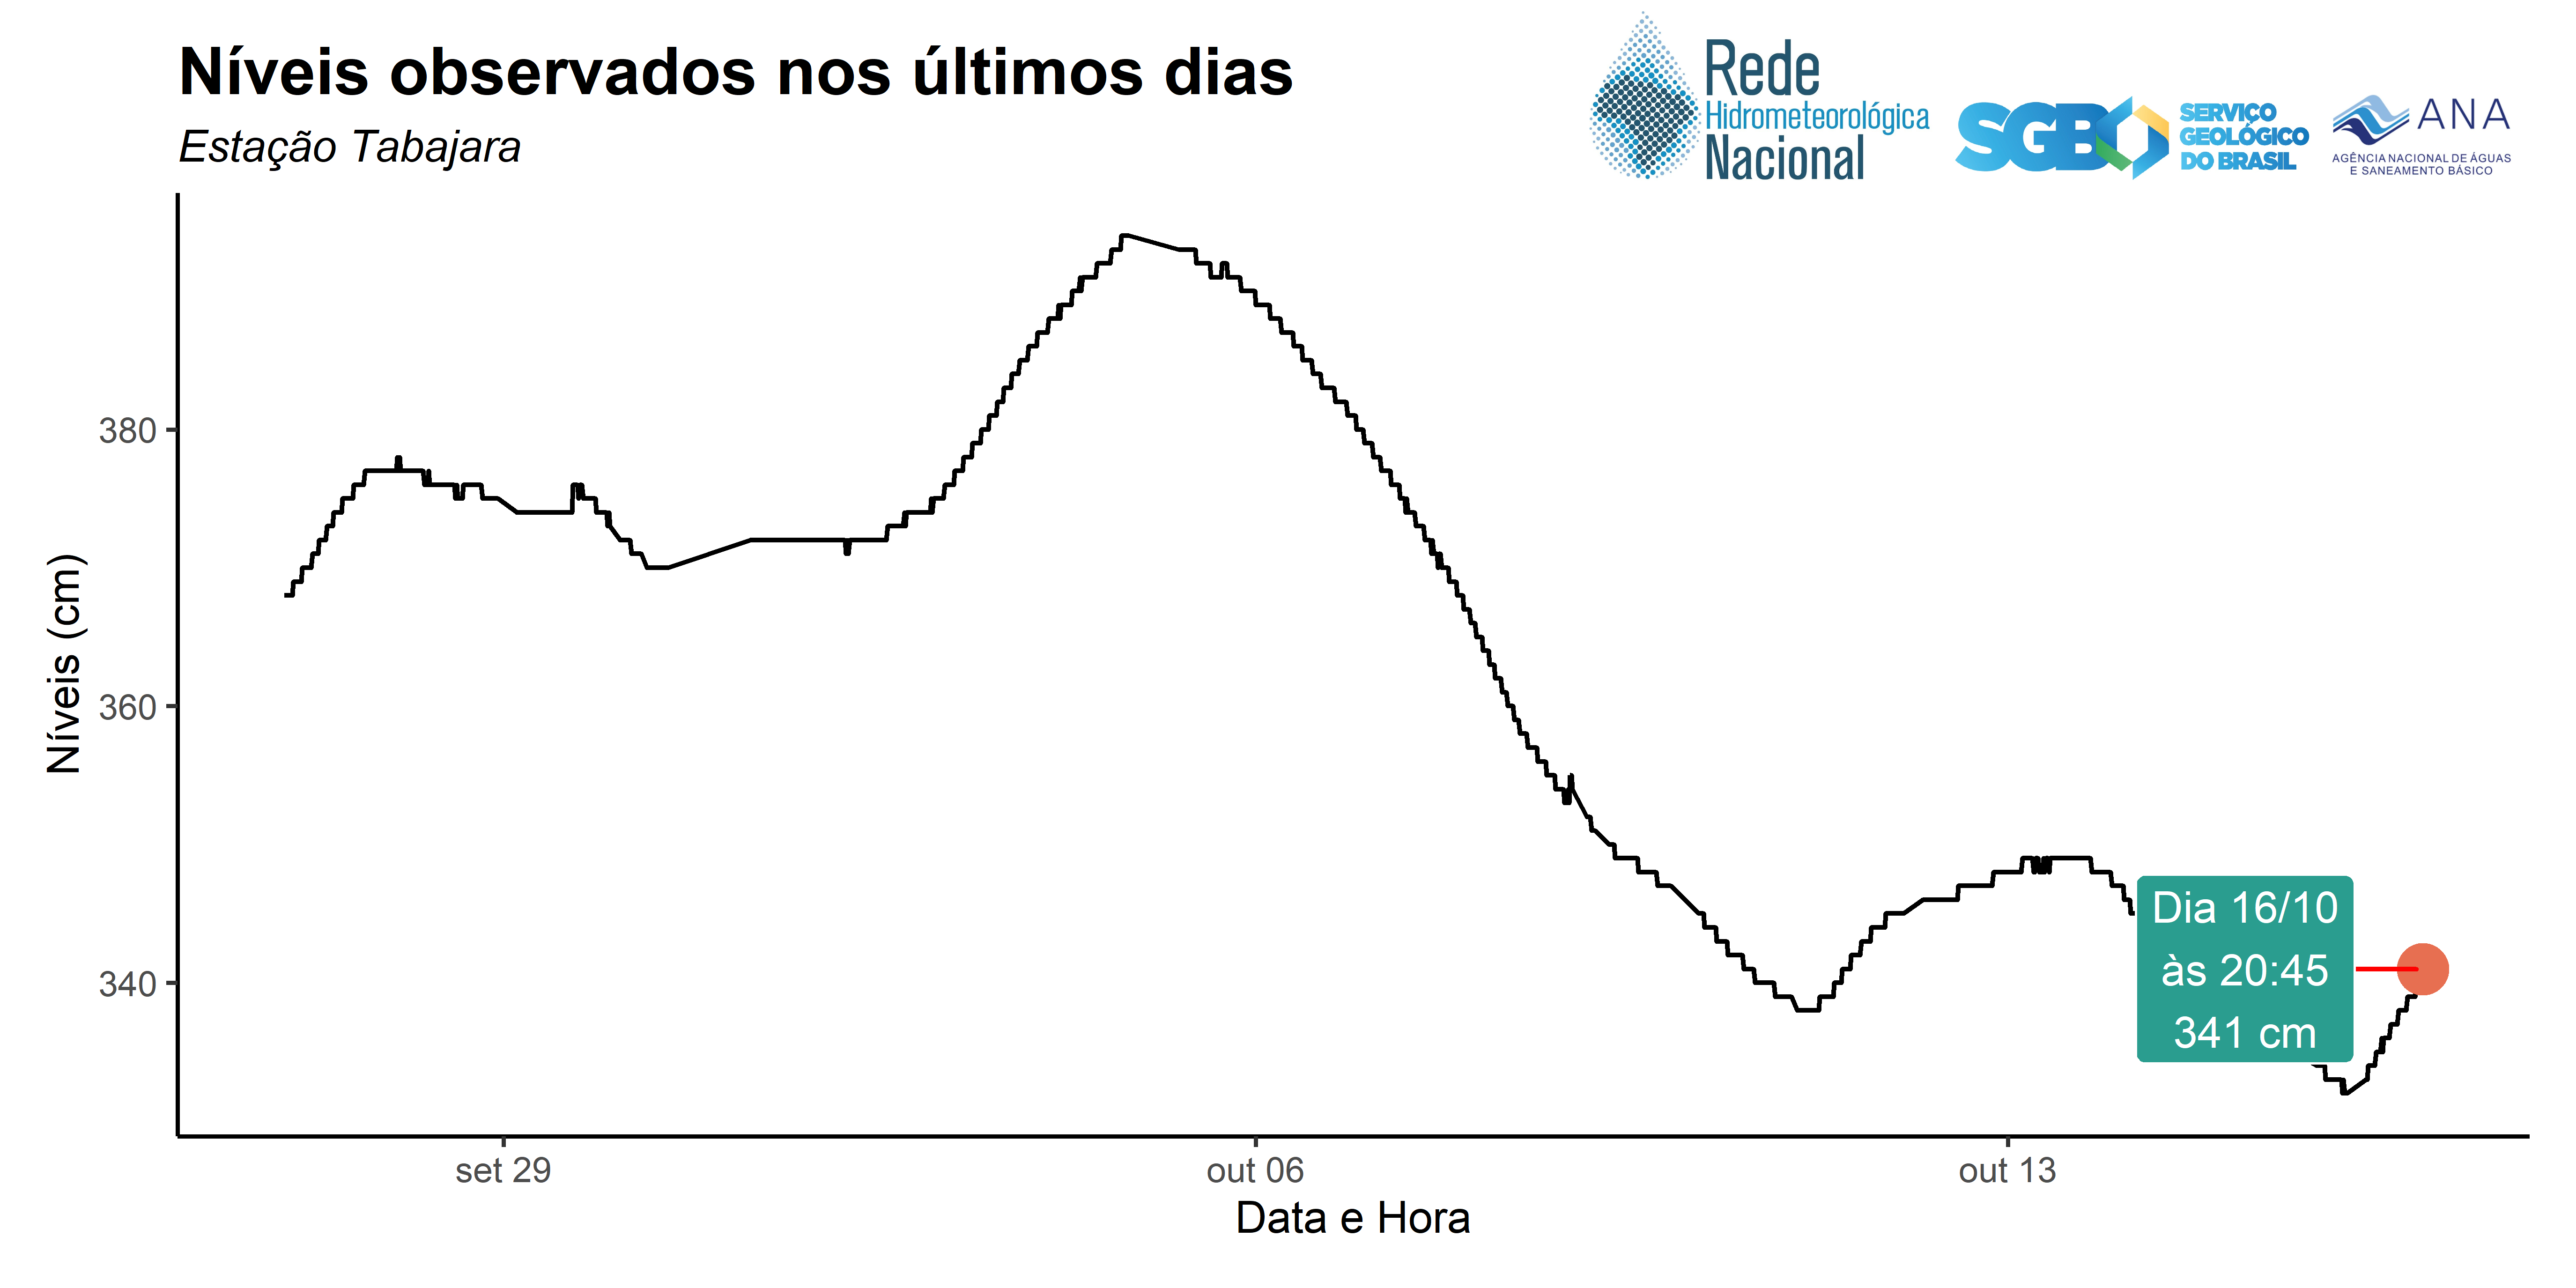 Níveis observados nos últimos dias
Estação Tabajara
Rede
Hidrometeorológica
Nacional
SGB
SERVIÇO
GEOLÓGICO
DO BRASIL
ANA
AGÊNCIA NACIONAL DE ÁGUAS
E SANEAMENTO BÁSICO
Níveis (cm)
380
360
340
Dia 16/10
às 20:45
341 cm
set 29
out 06
out 13
Data e Hora